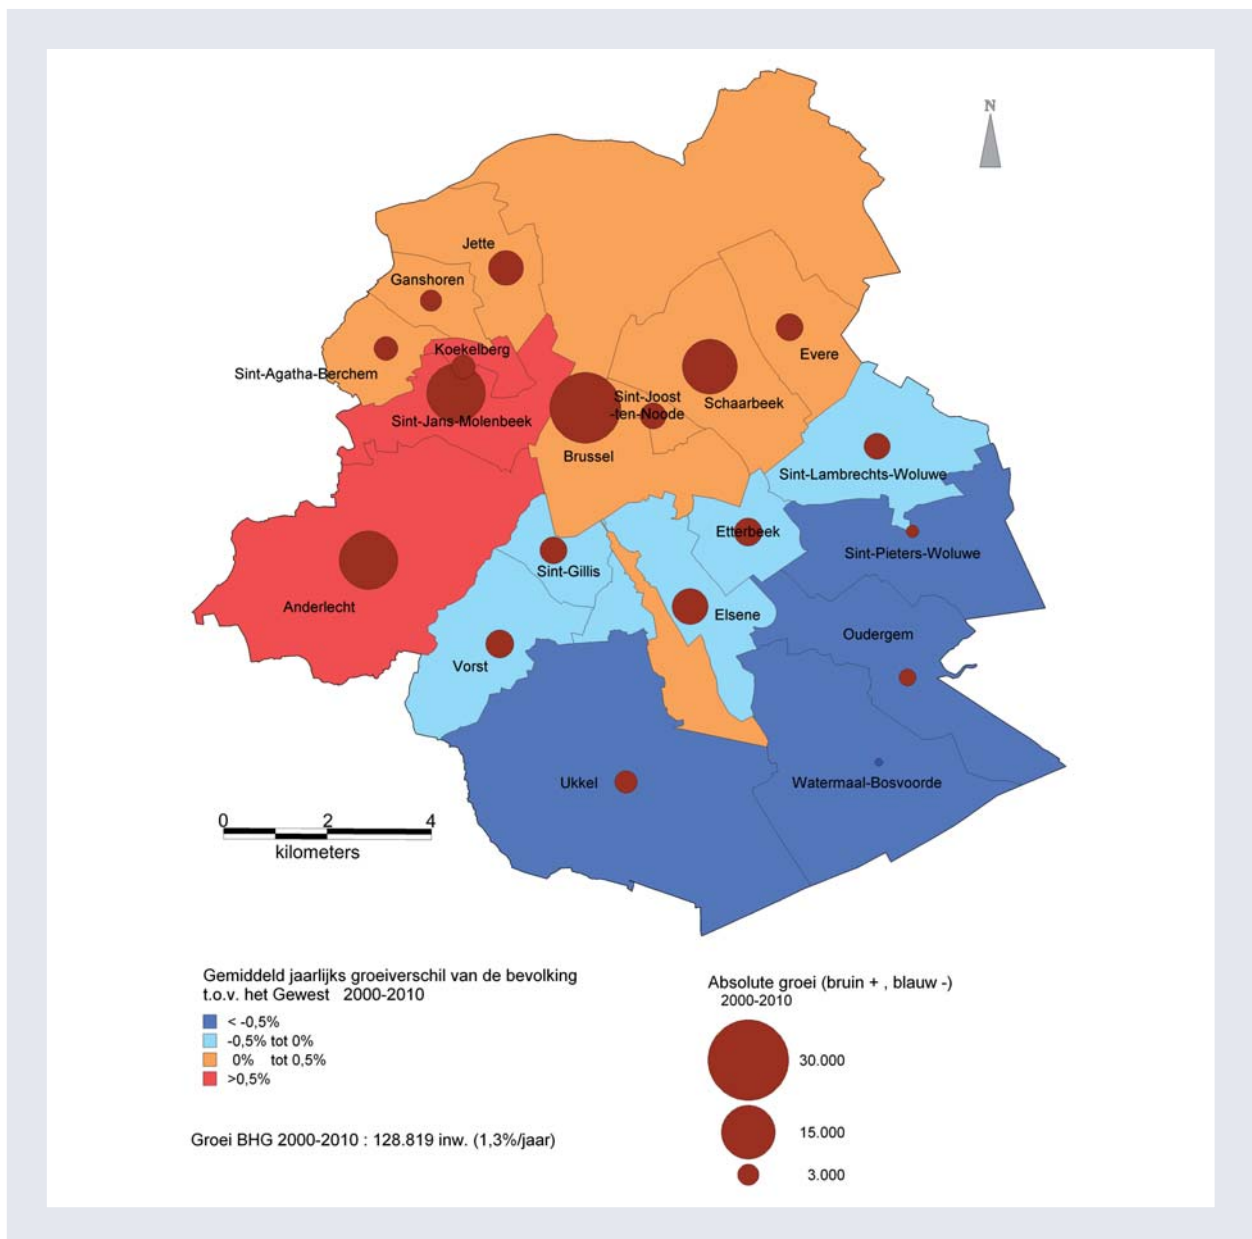 N
Jette
Ganshoren
Koekelberg
Sint-Agatha-Berchem
Evere
Sint-Joost
-ten-Noode
Schaarbeek
Sint-Jans-Molenbeek
Brussel
Sint-Lambrechts-Woluwe
Etterbeek
Sint-Pieters-Woluwe
Sint-Gillis
Anderlecht
Elsene
Oudergem
Vorst
Ukkel
Watermaal-Bosvoorde
0 2 4
kilometers
Gemiddeld jaarlijks groeiverschil van de bevolking
t.o.v. het Gewest 2000-2010
< -0,5%
-0,5% tot 0%
0% tot 0,5%
>0,5%
Groei BHG 2000-2010 : 128.819 inw. (1,3%/jaar)
Absolute groei (bruin + , blauw -)
2000-2010
30.000
15.000
3.000